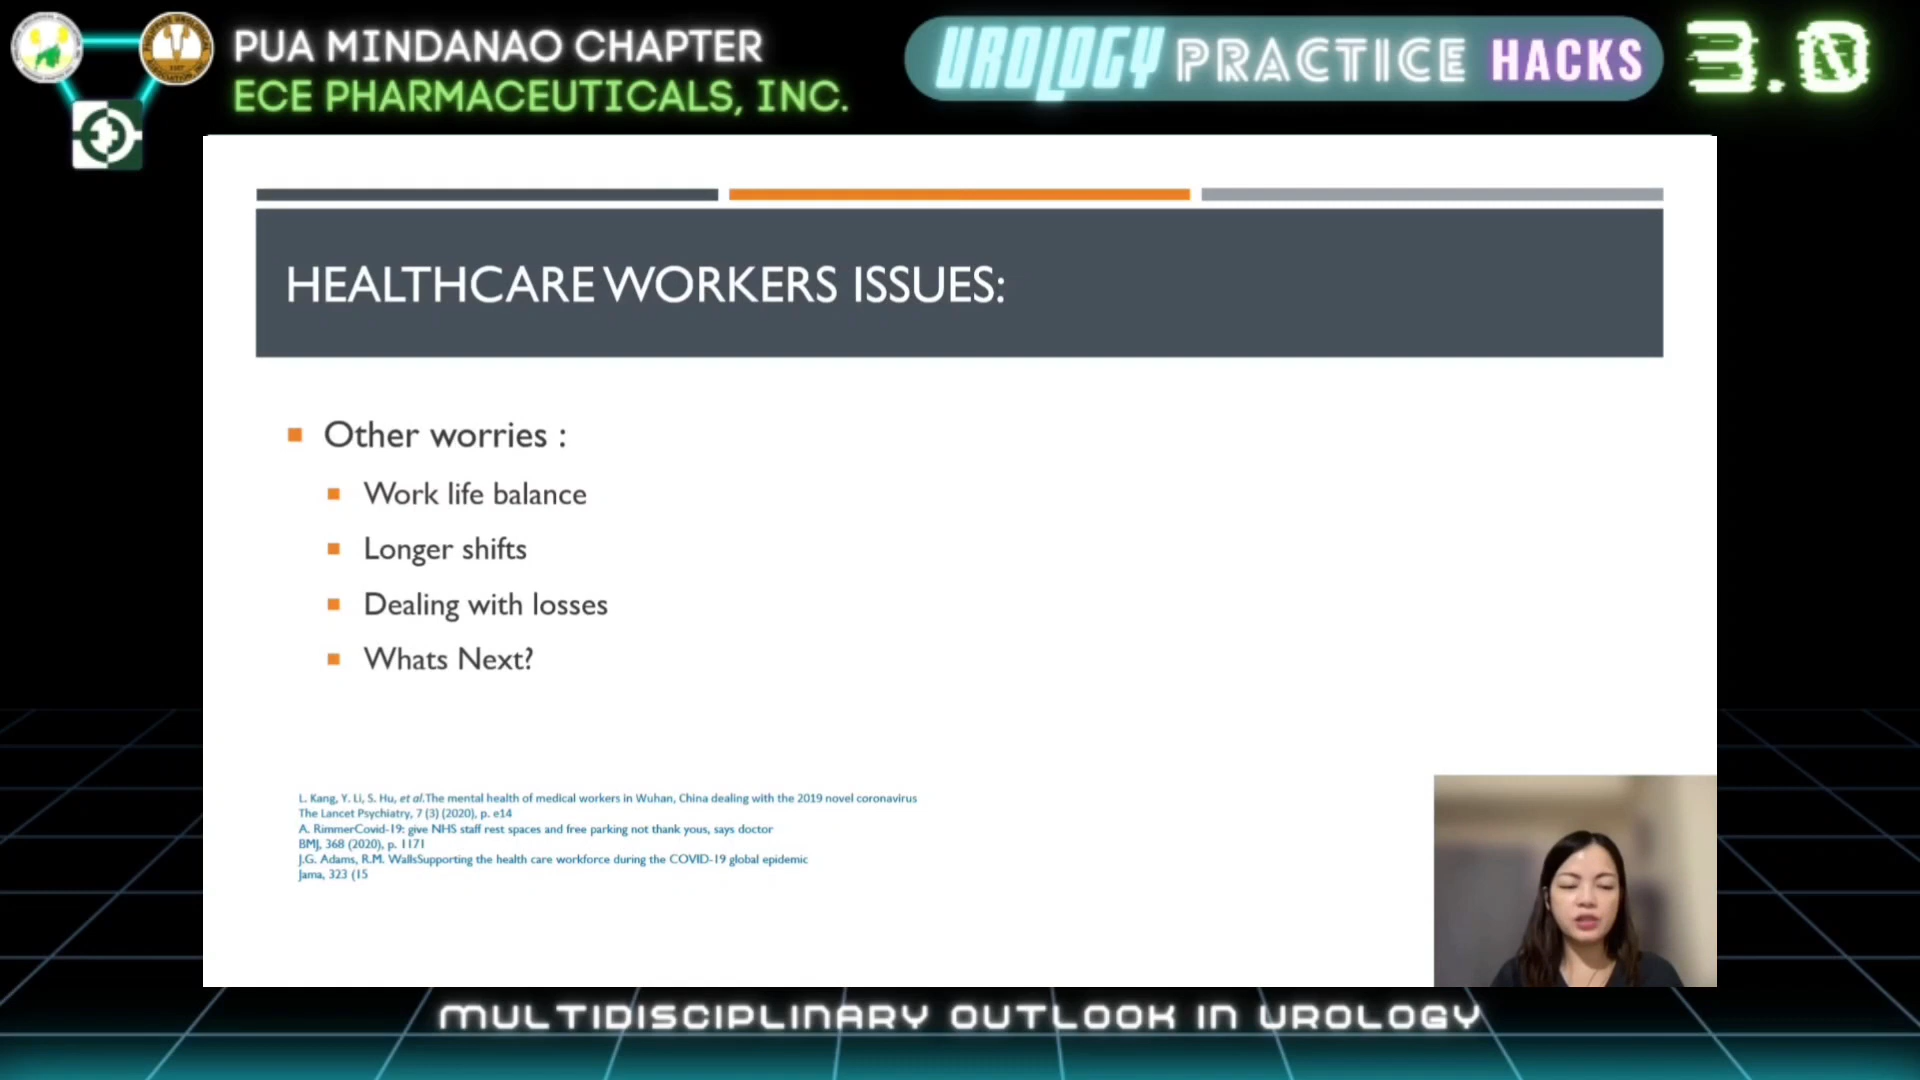 PUA MINDANAO CHAPTER
ECE PHARMACEUTICALS, INC.
UROLOGY PRACTICE HACKS 3.0
HEALTHCARE WORKERS ISSUES:
Other worries :
Work life balance
Longer shifts
Dealing with losses
Whats Next?
L. Kang, Y. Li, S. Hu, et al.The mental health of medical workers in Wuhan, China dealing with the 2019 novel coronavirus
The Lancet Psychiatry, 7 (3) (2020), p. e14
A. RimmerCovid-19: give NHS staff rest spaces and free parking not thank yous, says doctor
BMJ, 368 (2020), p. 1171
J.G. Adams, R.M. WallsSupporting the health care workforce during the COVID-19 global epidemic
Jama, 323 (15
MULTIDISCIPLINARY OUTLOOK IN UROLOGY